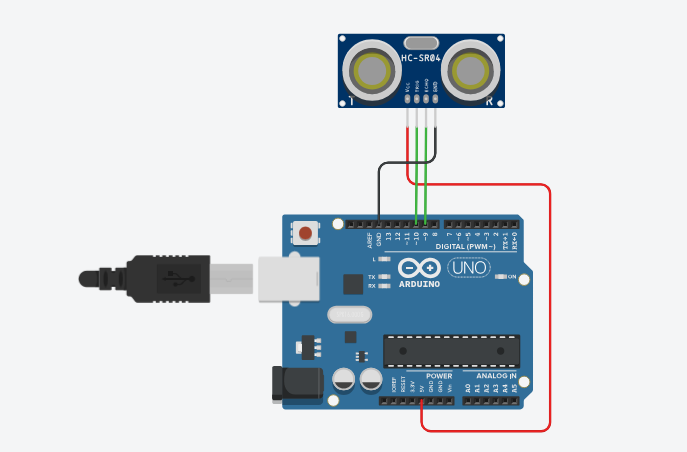 HC-SR04
VCC
TRIG
ECHO
GND
T
R
AREF
GND
13
12
~11
~10
~9
8
7
~6
~5
4
~3
2
TX→1
RX←0
DIGITAL (PWM~)
L
TX
RX
ARDUINO
UNO
ON
POWER
ANALOG IN
IOREF
RESET
3.3V
5V
GND
GND
Vin
A0
A1
A2
A3
A4
A5